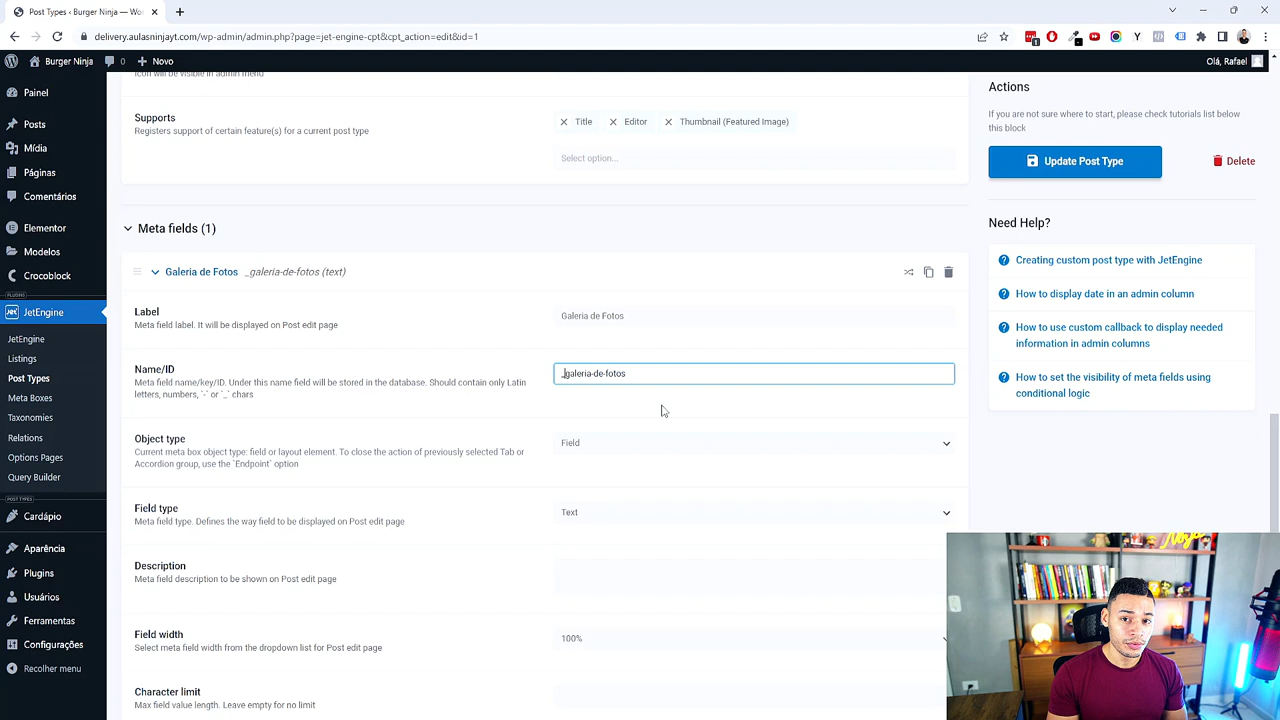 Post Types ‹ Burger Ninja — Wo
delivery.aulasninjayt.com/wp-admin/admin.php?page=jet-engine-cpt&cpt_action=edit&id=1
Burger Ninja
0
Novo
Olá, Rafael
Painel
Posts
Mídia
Páginas
Comentários
Elementor
Modelos
Crocoblock
PLUGINS
JetEngine
JetEngine
Listings
Post Types
Meta Boxes
Taxonomies
Relations
Options Pages
Query Builder
POST TYPES
Cardápio
Aparência
Plugins
Usuários
Ferramentas
Configurações
Recolher menu
Icon will be visible in admin menu
Supports
Registers support of certain feature(s) for a current post type
Title
Editor
Thumbnail (Featured Image)
Select option...
Meta fields (1)
Galeria de Fotos _galeria-de-fotos (text)
Label
Meta field label. It will be displayed on Post edit page
Galeria de Fotos
Name/ID
Meta field name/key/ID. Under this name field will be stored in the database. Should contain only Latin
letters, numbers, `-` or `_` chars
_galeria-de-fotos
Object type
Current meta box object type: field or layout element. To close the action of previously selected Tab or
Accordion group, use the `Endpoint` option
Field
Field type
Meta field type. Defines the way field to be displayed on Post edit page
Text
Description
Meta field description to be shown on Post edit page
Field width
Select meta field width from the dropdown list for Post edit page
100%
Character limit
Max field value length. Leave empty for no limit
Actions
If you are not sure where to start, please check tutorials list below
this block
Update Post Type
Delete
Need Help?
Creating custom post type with JetEngine
How to display date in an admin column
How to use custom callback to display needed
information in admin columns
How to set the visibility of meta fields using
conditional logic